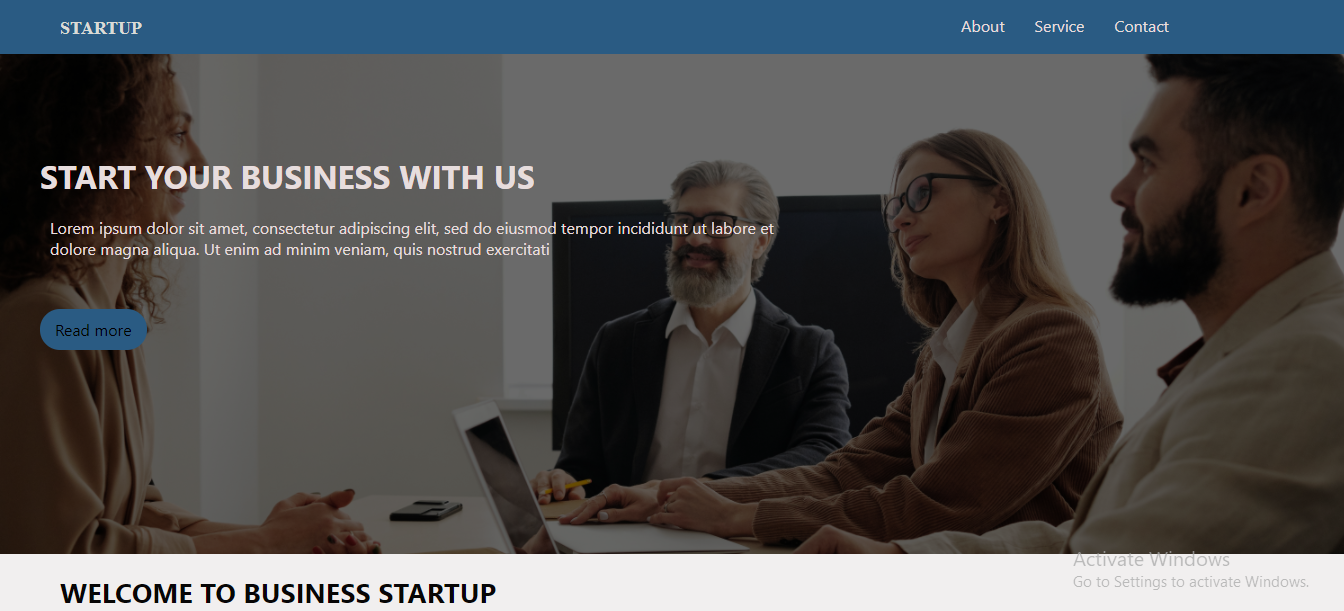 STARTUP
About Service Contact
START YOUR BUSINESS WITH US
Lorem ipsum dolor sit amet, consectetur adipiscing elit, sed do eiusmod tempor incididunt ut labore et
dolore magna aliqua. Ut enim ad minim veniam, quis nostrud exercitati
Read more
Activate Windows
Go to Settings to activate Windows.
WELCOME TO BUSINESS STARTUP